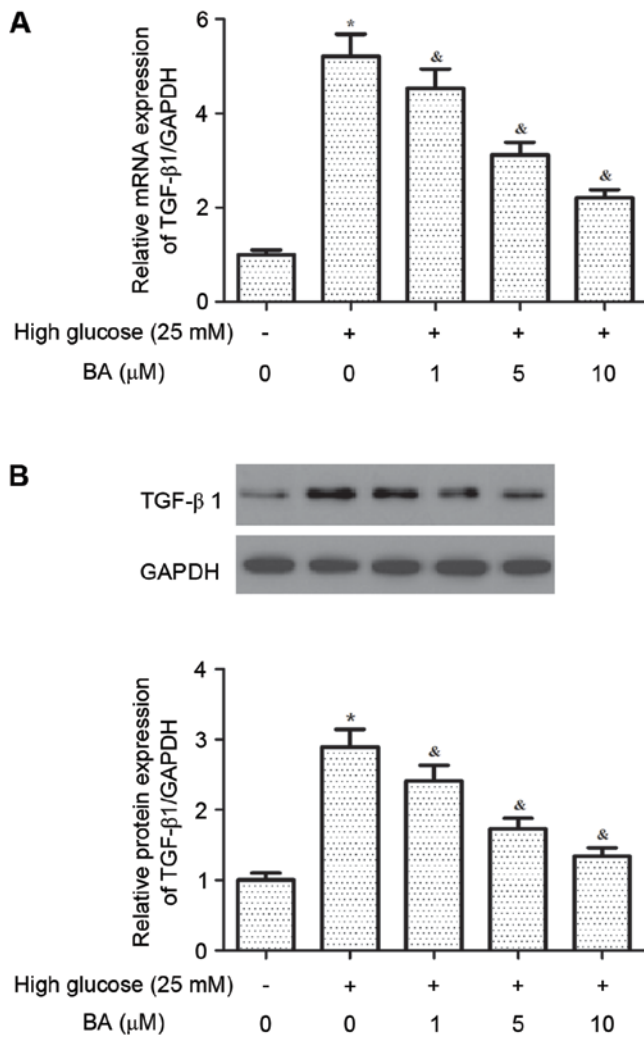 A
Relative mRNA expression
of TGF-β1/GAPDH
6
4
2
0
*
&
&
&
High glucose (25 mM) - + + + +
BA (μM) 0 0 1 5 10
B
TGF-β 1
GAPDH
Relative protein expression
of TGF-β1/GAPDH
4
3
2
1
0
*
&
&
&
High glucose (25 mM) - + + + +
BA (μM) 0 0 1 5 10